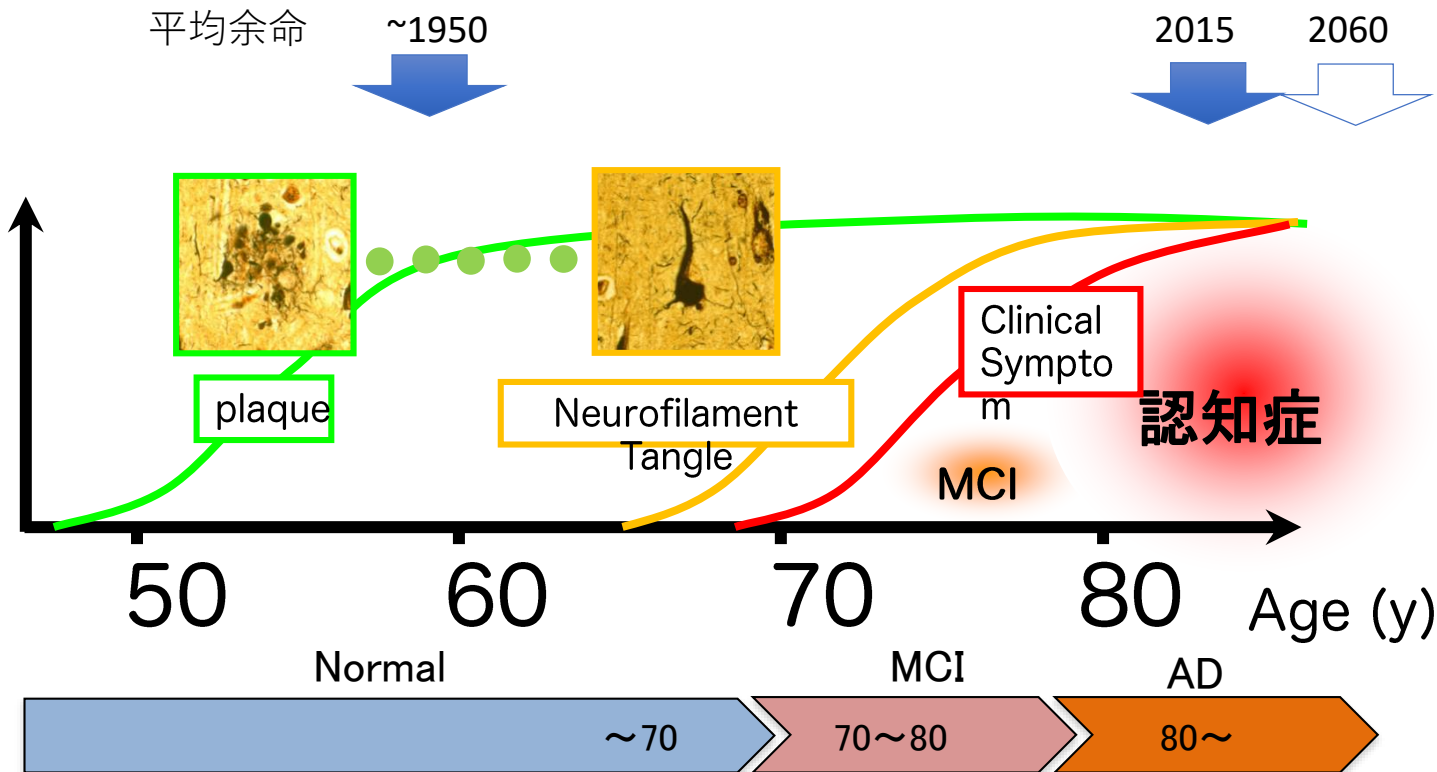 平均余命
~1950
2015
2060
plaque
Neurofilament
Tangle
Clinical
Sympto
m
MCI
認知症
50
60
70
80
Age (y)
Normal
MCI
AD
～70
70～80
80～